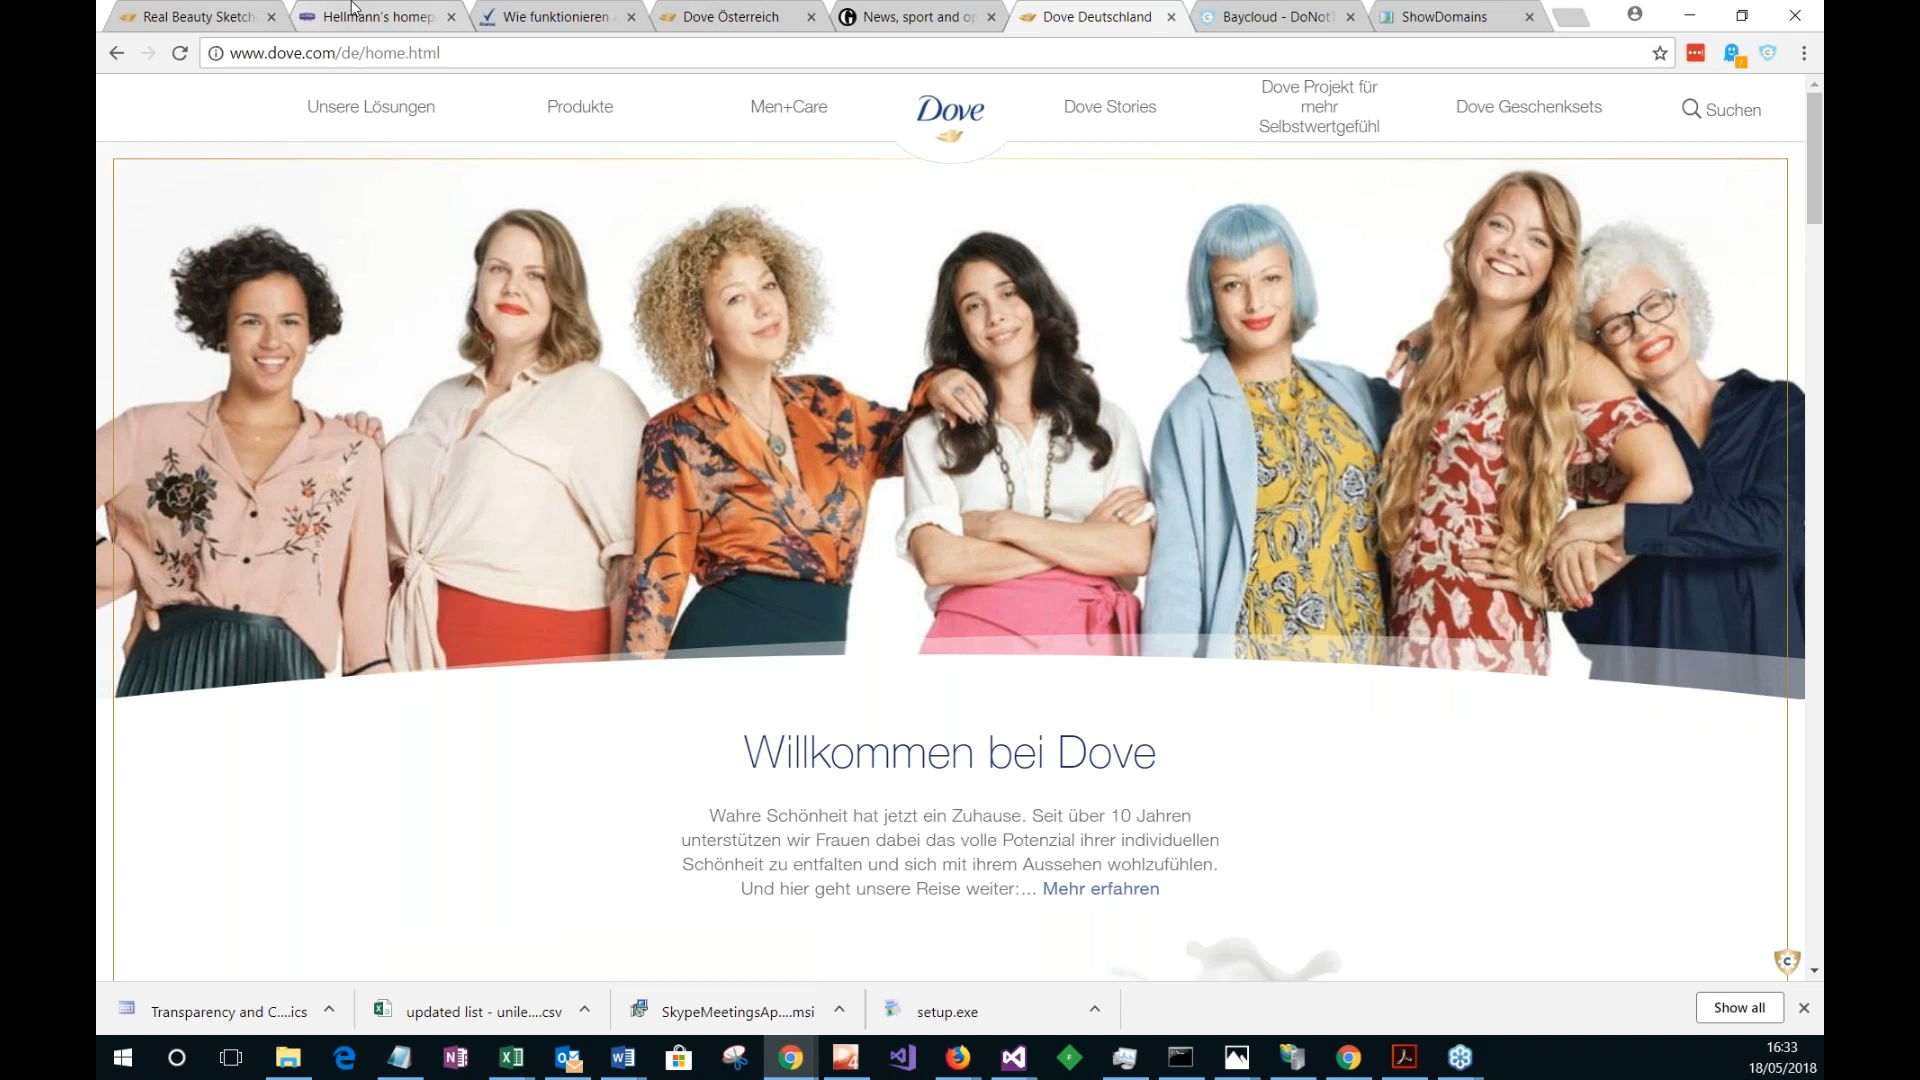 Real Beauty Sketch
Hellmann's homep
Wie funktionieren
Dove Österreich
News, sport and op
Dove Deutschland
Baycloud - DoNotT
ShowDomains
www.dove.com/de/home.html
7
Unsere Lösungen
Produkte
Men+Care
Dove
Dove Stories
Dove Projekt für
mehr
Selbstwertgefühl
Dove Geschenksets
Suchen
Willkommen bei Dove
Wahre Schönheit hat jetzt ein Zuhause. Seit über 10 Jahren
unterstützen wir Frauen dabei das volle Potenzial ihrer individuellen
Schönheit zu entfalten und sich mit ihrem Aussehen wohlzufühlen.
Und hier geht unsere Reise weiter:... Mehr erfahren
C
Transparency and C....ics
updated list - unile....csv
SkypeMeetingsAp....msi
setup.exe
Show all
16:33
18/05/2018